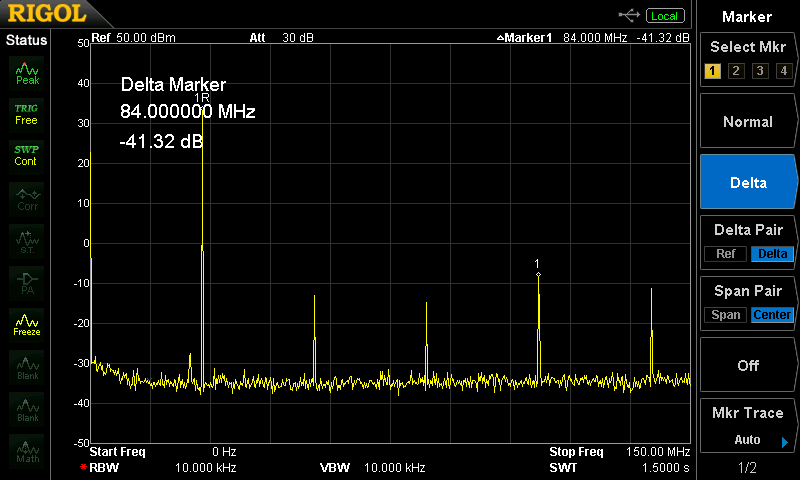 RIGOL
Local
Status
Ref 50.00 dBm Att 30 dB ▵Marker1 84.000 MHz -41.32 dB
Peak
TRIG
Free
SWP
Cont
Corr
S.T.
PA
Freeze
Blank
Blank
Math
50
40
30
20
10
0
-10
-20
-30
-40
-50
Delta Marker
1R
84.000000 MHz
-41.32 dB
1
Start Freq 0 Hz Stop Freq 150.00 MHz
RBW 10.000 kHz VBW 10.000 kHz SWT 1.5000 s
Marker
Select Mkr
1 2 3 4
Normal
Delta
Delta Pair
Ref Delta
Span Pair
Span Center
Off
Mkr Trace
Auto
1/2